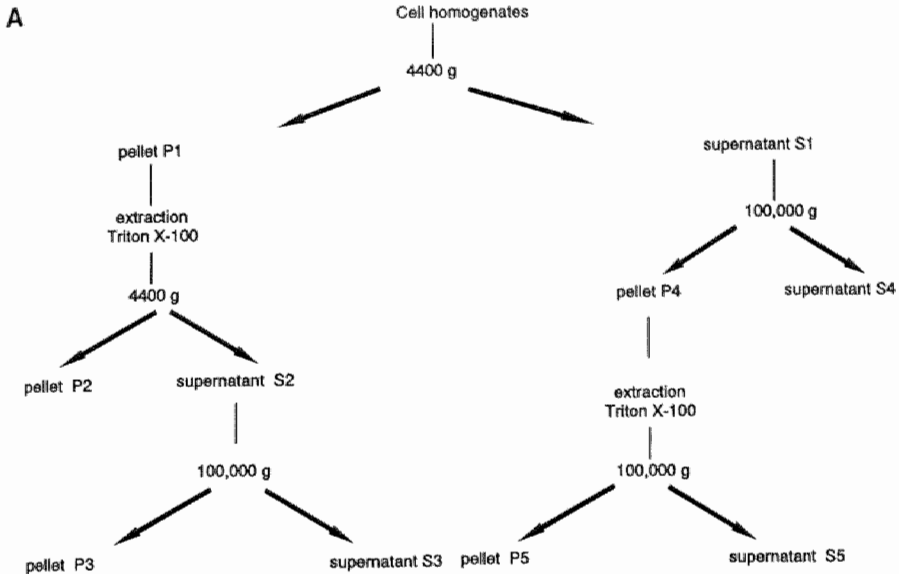 A
Cell homogenates
4400 g
pellet P1
supernatant S1
extraction
Triton X-100
100,000 g
4400 g
pellet P4
supernatant S4
pellet P2
supernatant S2
extraction
Triton X-100
100,000 g
100,000 g
pellet P3
supernatant S3
pellet P5
supernatant S5